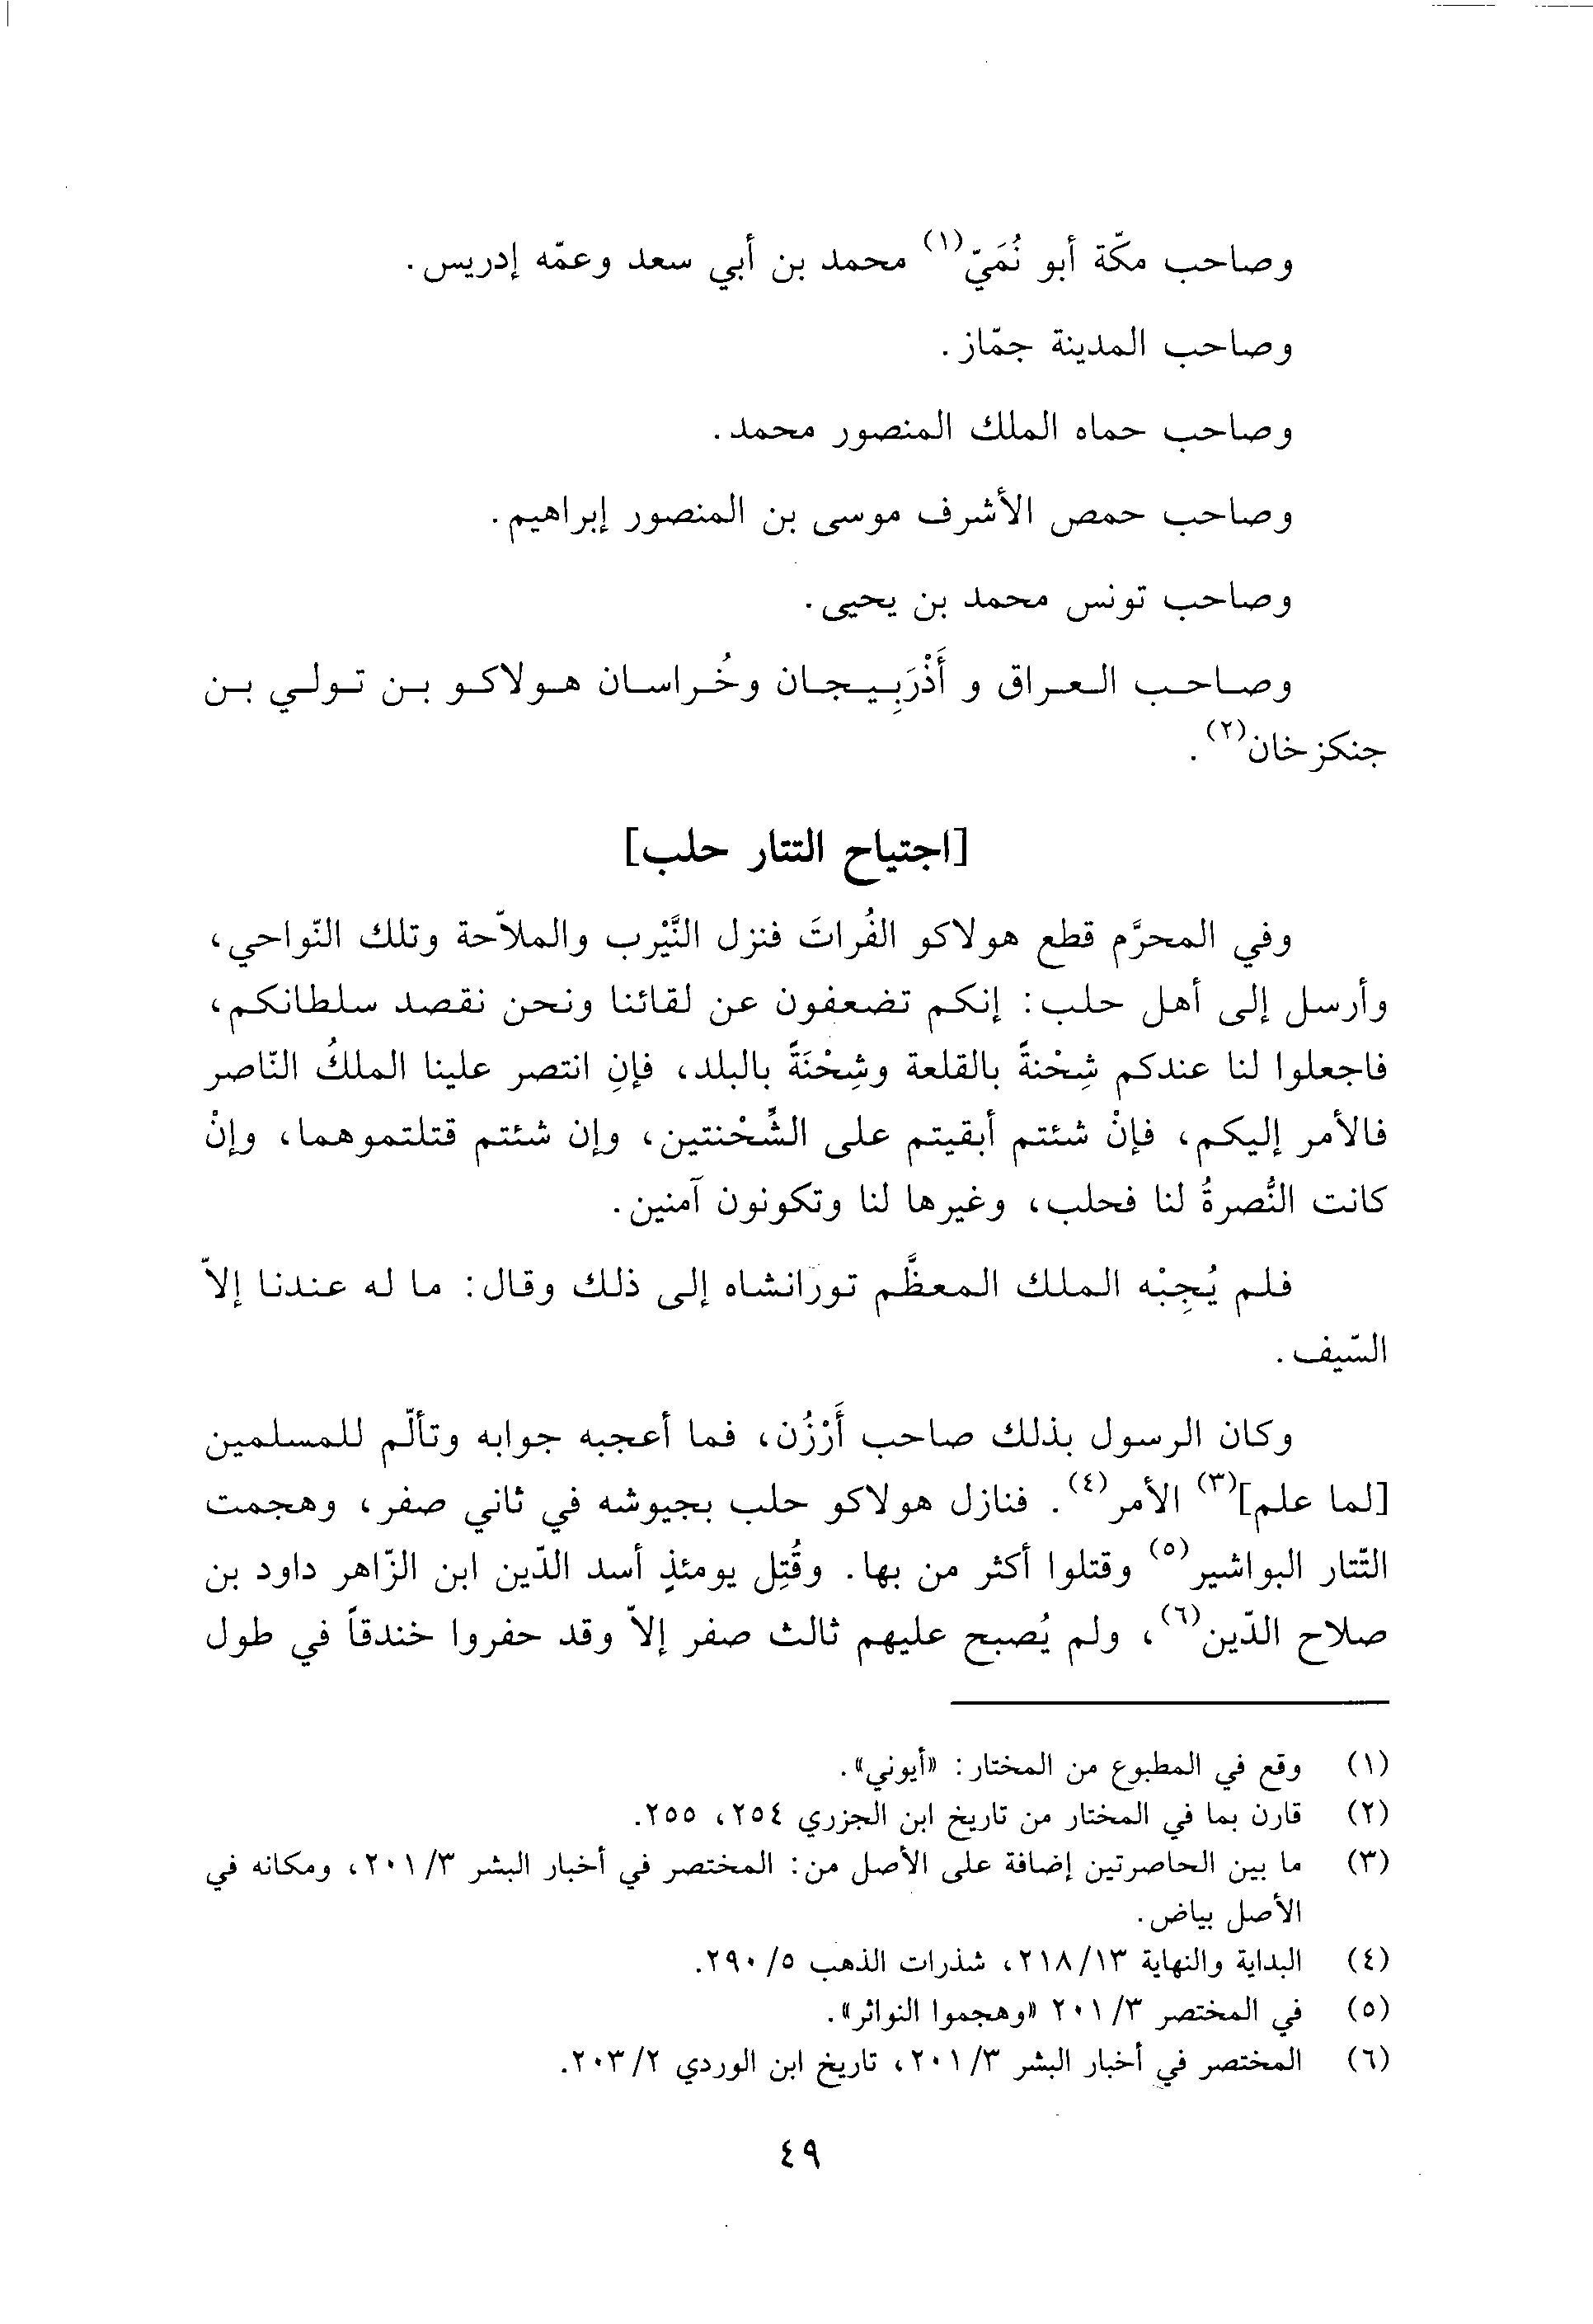 وصاحب مكّة أبو نُمَيّ(١) محمد بن أبي سعد وعمّه إدريس.
وصاحب المدينة جمّاز.
وصاحب حماه الملك المنصور محمد.
وصاحب حمص الأشرف موسى بن المنصور إبراهيم.
وصاحب تونس محمد بن يحيى.
وصاحب العراق و أَذْرَبِيجان وخُراسان هولاكو بن تولي بن
جنكزخان(٢).
[اجتياح التتار حلب]
وفي المحرَّم قطع هولاكو الفُراتَ فنزل النَّيْرب والملاّحة وتلك النّواحي،
وأرسل إلى أهل حلب: إنكم تضعفون عن لقائنا ونحن نقصد سلطانكم،
فاجعلوا لنا عندكم شِحْنةً بالقلعة وشِحْنَةً بالبلد، فإنِ انتصر علينا الملكُ النّاصر
فالأمر إليكم، فإنْ شئتم أبقيتم على الشِّحْنتين، وإن شئتم قتلتموهما، وإنْ
كانت النُّصرةُ لنا فحلب، وغيرها لنا وتكونون آمنين.
فلم يُجِبْه الملك المعظَّم تورانشاه إلى ذلك وقال: ما له عندنا إلاّ
السّيف.
وكان الرسول بذلك صاحب أَرْزُن، فما أعجبه جوابه وتألّم للمسلمين
[لما علم](٣) الأمر(٤). فنازل هولاكو حلب بجيوشه في ثاني صفر، وهجمت
التّتار البواشير(٥) وقتلوا أكثر من بها. وقُتِل يومئذٍ أسد الدّين ابن الزّاهر داود بن
صلاح الدّين(٦)، ولم يُصبح عليهم ثالث صفر إلاّ وقد حفروا خندقاً في طول
(١) وقع في المطبوع من المختار: «أيوني».
(٢) قارن بما في المختار من تاريخ ابن الجزري ٢٥٤، ٢٥٥.
(٣) ما بين الحاصرتين إضافة على الأصل من: المختصر في أخبار البشر ٣/ ٢٠١، ومكانه في
الأصل بياض.
(٤) البداية والنهاية ١٣/ ٢١٨، شذرات الذهب ٥/ ٢٩٠.
(٥) في المختصر ٣/ ٢٠١ «وهجموا النواثر».
(٦) المختصر في أخبار البشر ٣/ ٢٠١، تاريخ ابن الوردي ٢/ ٢٠٣.
٤٩